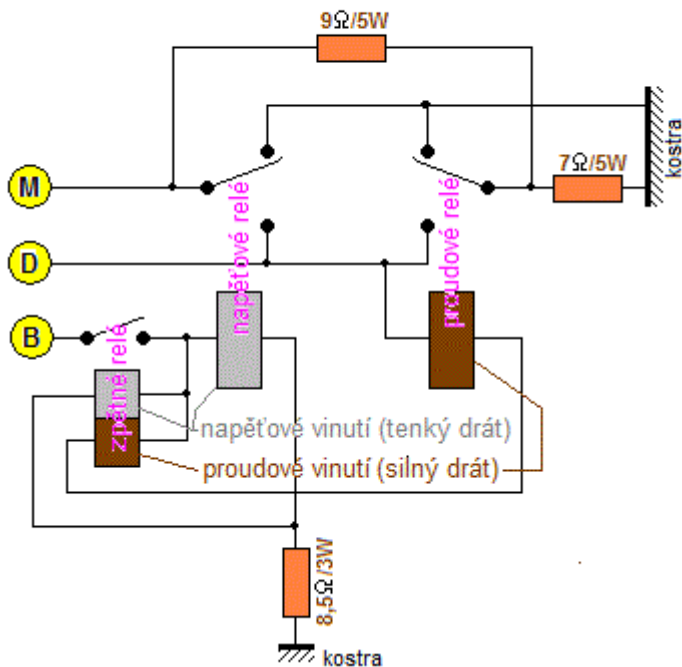 9Ω/5W
kostra
7Ω/5W
M
napěťové relé
proudové relé
D
B
zpětné relé
napěťové vinutí (tenký drát)
proudové vinutí (silný drát)
8,5Ω/3W
kostra